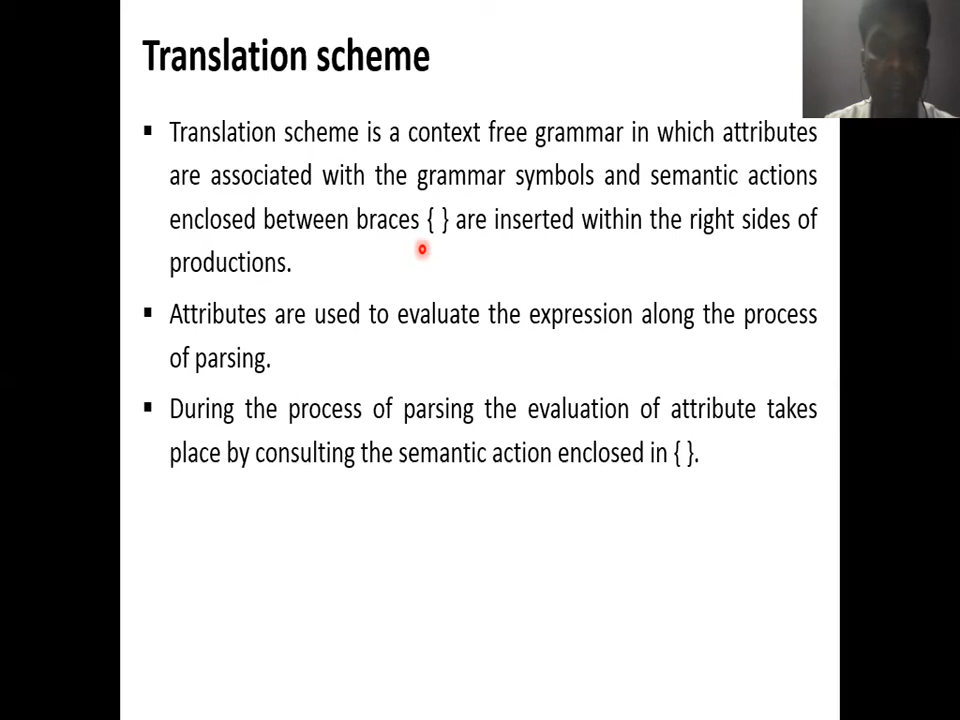 Translation scheme
▪ Translation scheme is a context free grammar in which attributes
are associated with the grammar symbols and semantic actions
enclosed between braces { } are inserted within the right sides of
productions.
▪ Attributes are used to evaluate the expression along the process
of parsing.
▪ During the process of parsing the evaluation of attribute takes
place by consulting the semantic action enclosed in { }.